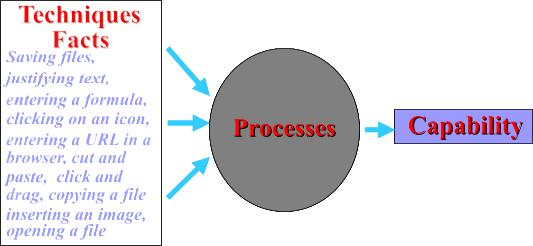 Techniques
Facts
Saving files,
justifying text,
entering a formula,
clicking on an icon,
entering a URL in a
browser, cut and
paste, click and
drag, copying a file
inserting an image,
opening a file
Processes
Capability